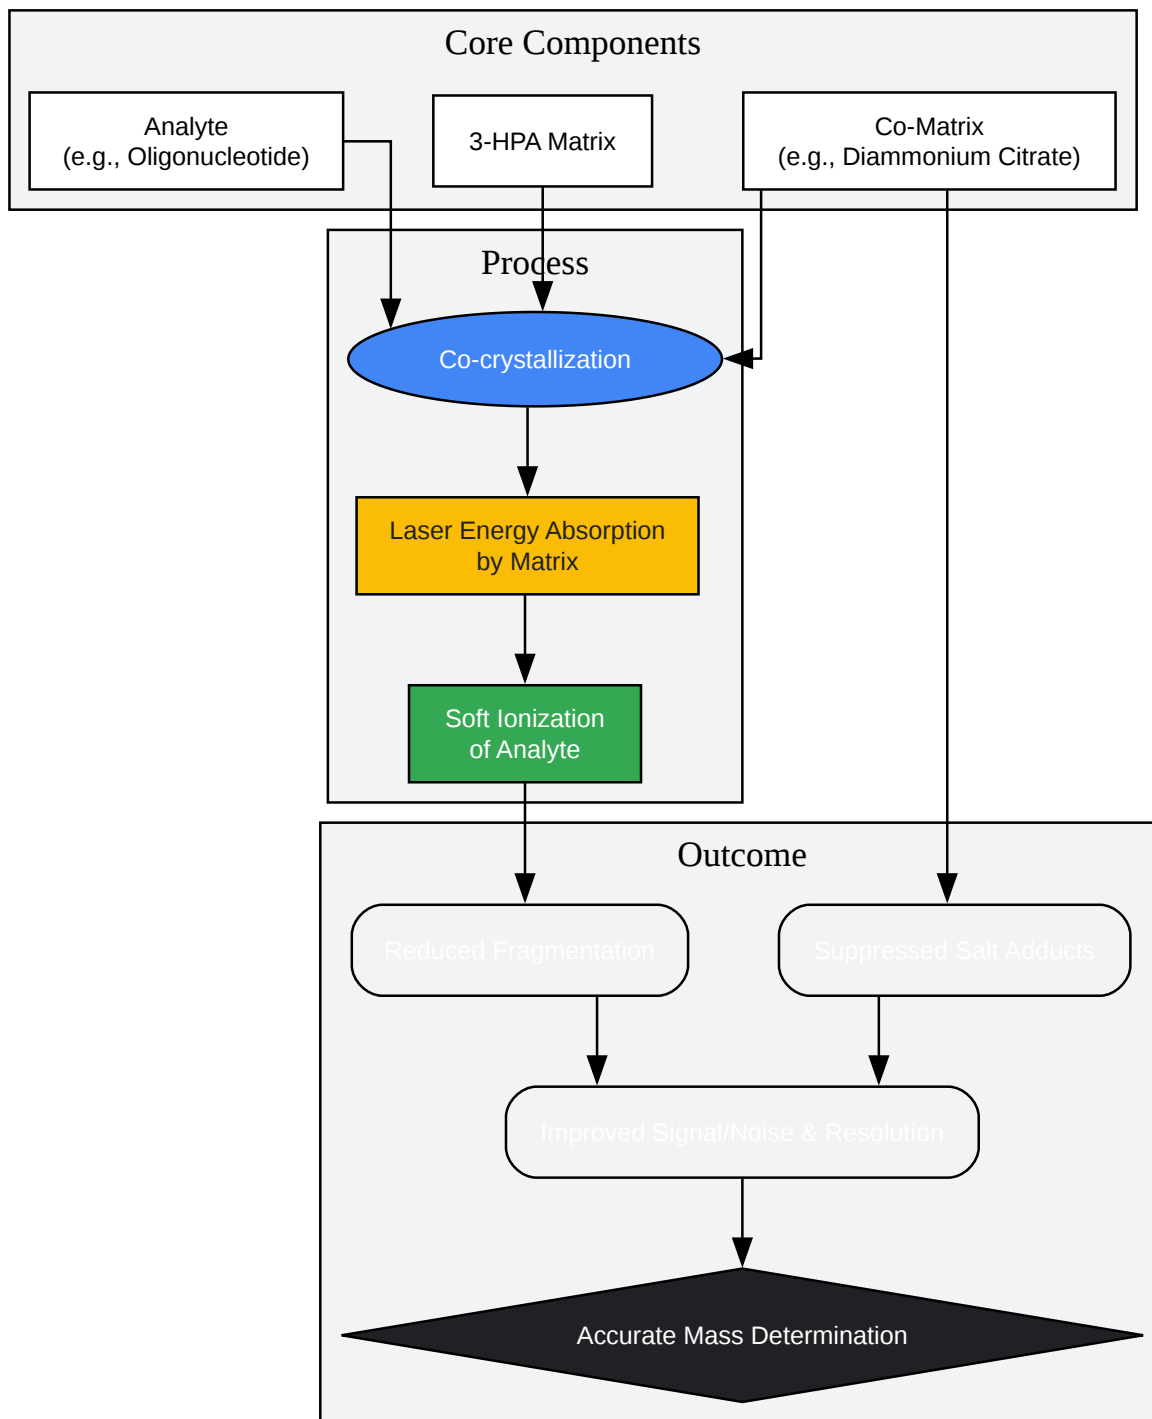 Core Components
Analyte
(e.g., Oligonucleotide)
3-HPA Matrix
Co-Matrix
(e.g., Diammonium Citrate)
Process
Co-crystallization
Laser Energy Absorption
by Matrix
Soft Ionization
of Analyte
Outcome
Reduced Fragmentation
Suppressed Salt Adducts
Improved Signal/Noise & Resolution
Accurate Mass Determination